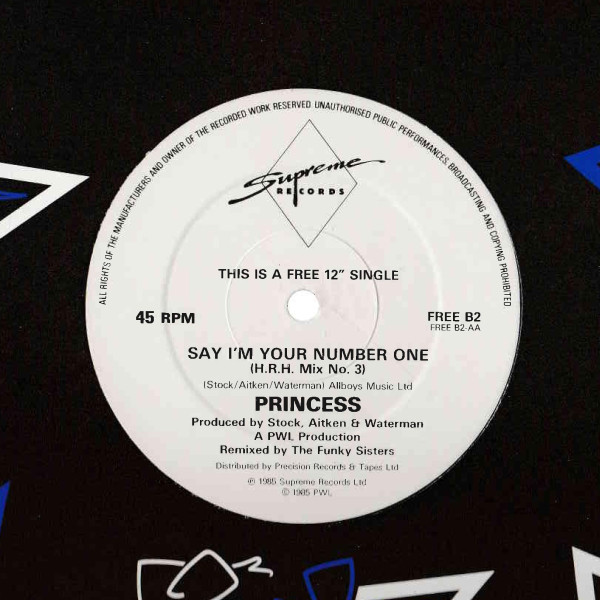 ALL RIGHTS OF THE MANUFACTURERS AND OWNER OF THE RECORDED WORK RESERVED UNAUTHORISED PUBLIC PERFORMANCES BROADCASTING AND COPYING PROHIBITED
Supreme
RECORDS
THIS IS A FREE 12" SINGLE
45 RPM
FREE B2
FREE B2-AA
SAY I'M YOUR NUMBER ONE
(H.R.H. Mix No. 3)
(Stock/Aitken/Waterman) Allboys Music Ltd
PRINCESS
Produced by Stock, Aitken & Waterman
A PWL Production
Remixed by The Funky Sisters
Distributed by Precision Records & Tapes Ltd
℗ 1985 Supreme Records Ltd
© 1985 PWL